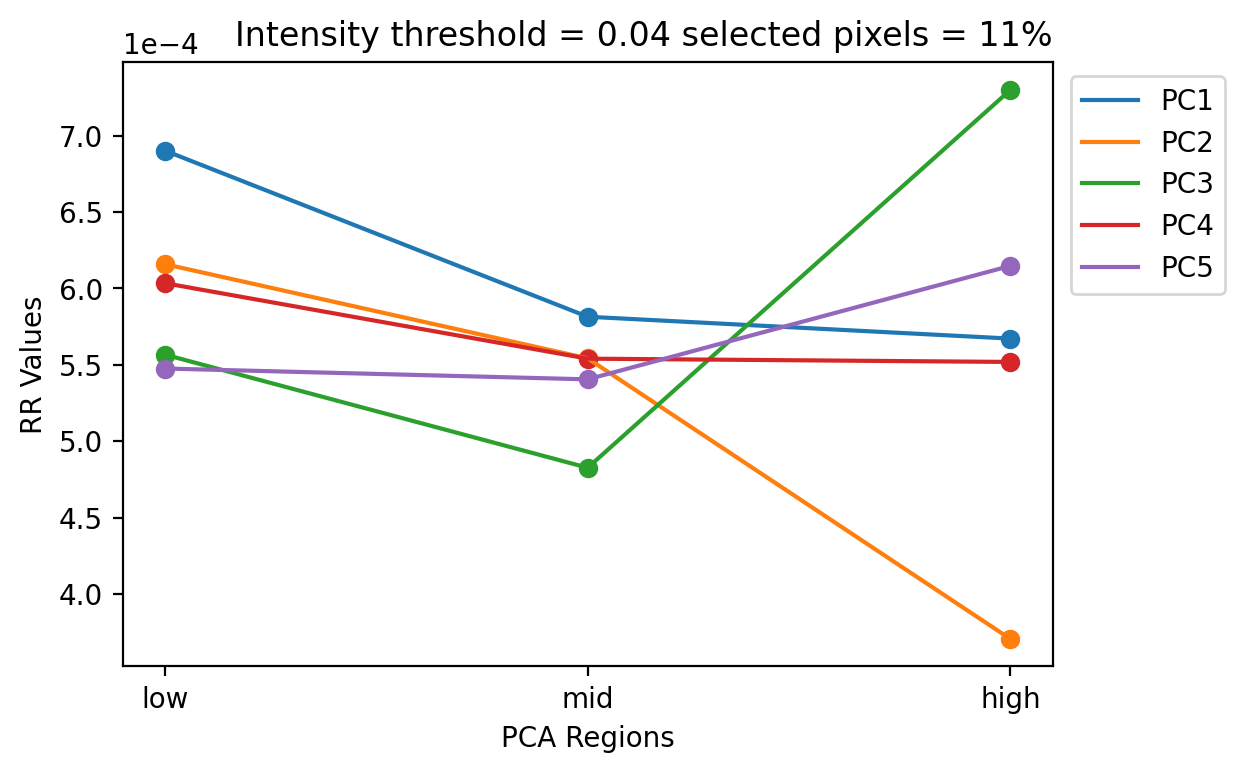 Intensity threshold = 0.04 selected pixels = 11%
1e−4
7.0
6.5
6.0
5.5
5.0
4.5
4.0
RR Values
low
mid
high
PCA Regions
PC1
PC2
PC3
PC4
PC5